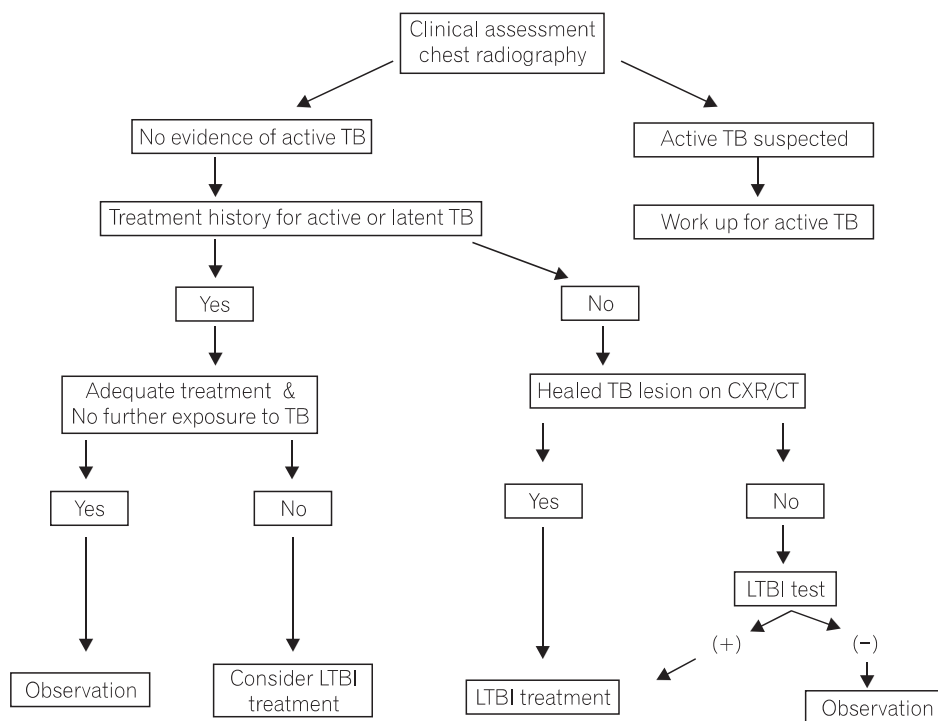 Clinical assessment
chest radiography
No evidence of active TB
Active TB suspected
Treatment history for active or latent TB
Work up for active TB
Yes
No
Adequate treatment &
No further exposure to TB
Healed TB lesion on CXR/CT
Yes
No
Yes
No
LTBI test
(+)
(−)
Observation
Consider LTBI
treatment
LTBI treatment
Observation